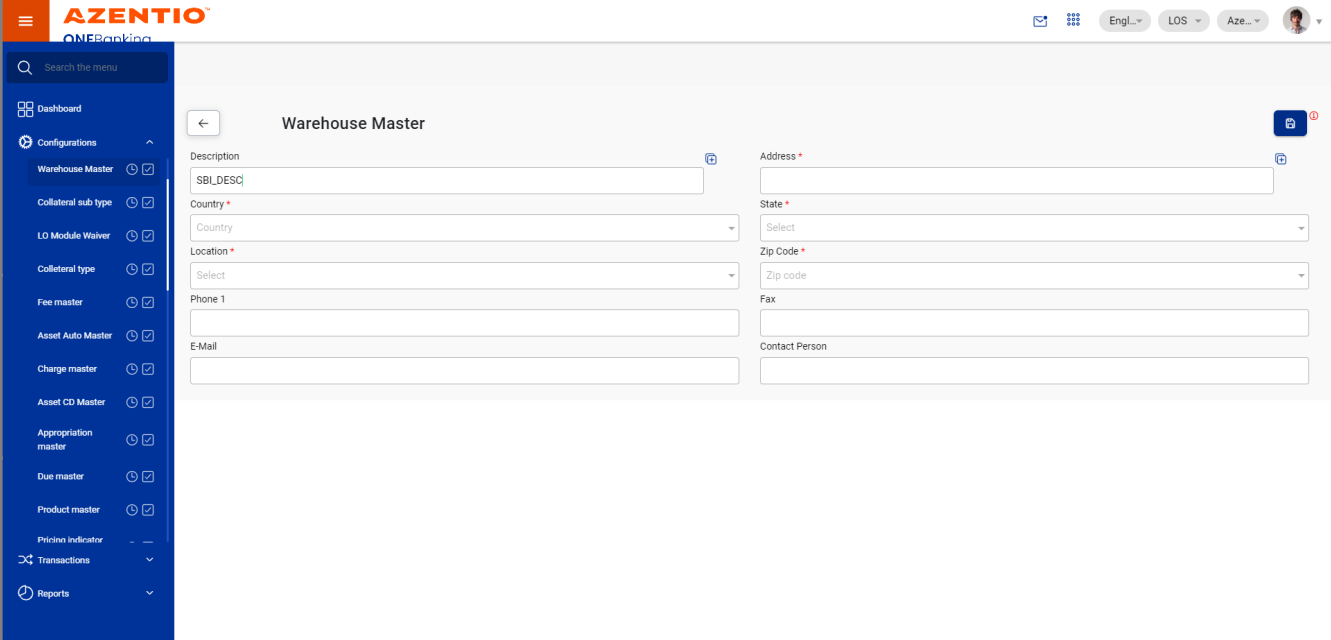 AZENTIO™
ONEBanking
Engl...
LOS
Aze...
Search the menu
Dashboard
Configurations
Warehouse Master
Collateral sub type
LO Module Waiver
Colleteral type
Fee master
Asset Auto Master
Charge master
Asset CD Master
Appropriation
master
Due master
Product master
Pricing indicator
Transactions
Reports
Warehouse Master
Description
SBI_DESC
Address *
Country *
Country
State *
Select
Location *
Select
Zip Code *
Zip code
Phone 1
Fax
E-Mail
Contact Person